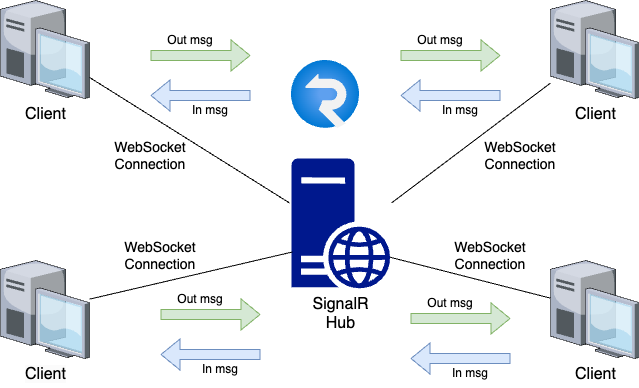 Out msg
Out msg
In msg
In msg
Client
Client
WebSocket
Connection
WebSocket
Connection
WebSocket
Connection
WebSocket
Connection
SignalR
Hub
Out msg
Out msg
In msg
In msg
Client
Client